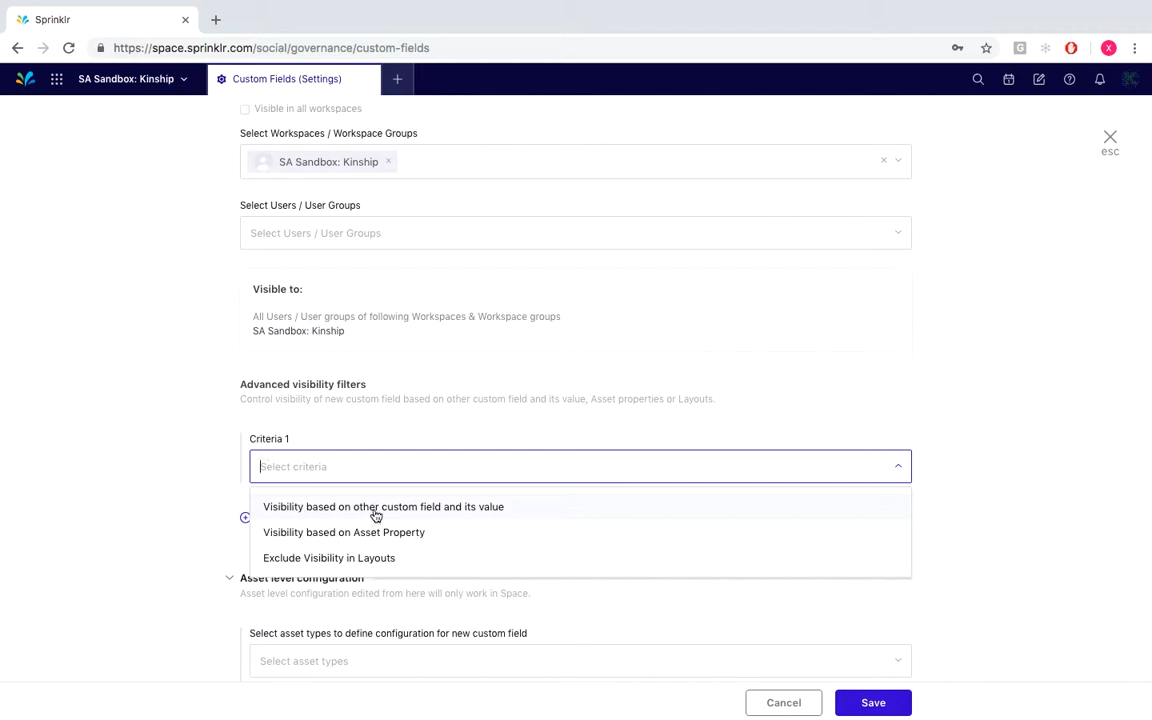 Sprinklr
https://space.sprinklr.com/social/governance/custom-fields
G
X
SA Sandbox: Kinship
Custom Fields (Settings)
Visible in all workspaces
esc
Select Workspaces / Workspace Groups
SA Sandbox: Kinship
Select Users / User Groups
Select Users / User Groups
Visible to:
All Users / User groups of following Workspaces & Workspace groups
SA Sandbox: Kinship
Advanced visibility filters
Control visibility of new custom field based on other custom field and its value, Asset properties or Layouts.
Criteria 1
Select criteria
Visibility based on other custom field and its value
Visibility based on Asset Property
Exclude Visibility in Layouts
Asset level configuration
Asset level configuration edited from here will only work in Space.
Select asset types to define configuration for new custom field
Select asset types
Cancel
Save